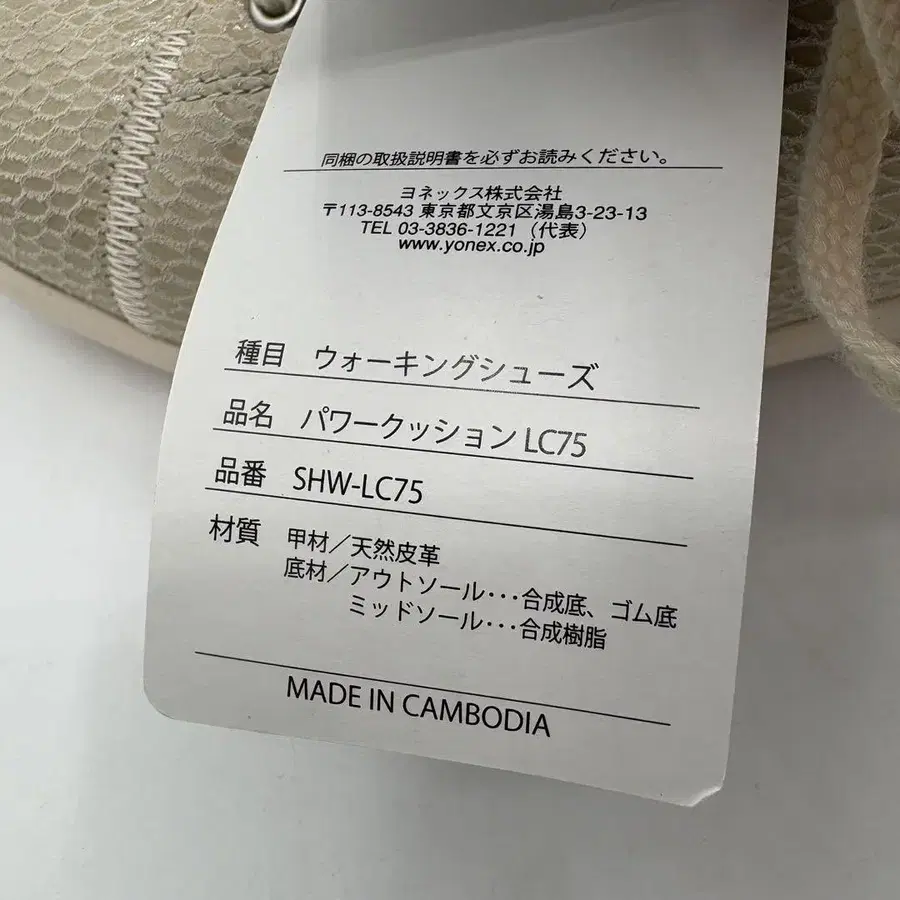 同梱の取扱説明書を必ずお読みください。
ヨネックス株式会社
〒113-8543 東京都文京区湯島3-23-13
TEL 03-3836-1221（代表）
www.yonex.co.jp
種目 ウォーキングシューズ
品名 パワークッション LC75
品番 SHW-LC75
材質 甲材／天然皮革
底材／アウトソール･･･合成底、ゴム底
ミッドソール･･･合成樹脂
MADE IN CAMBODIA